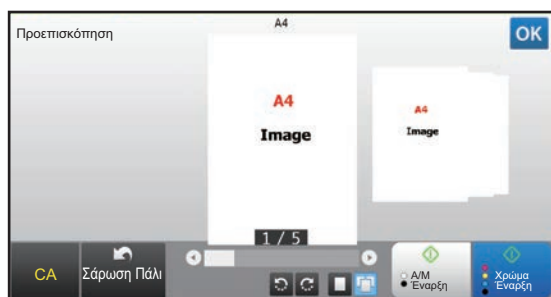 A4
Προεπισκόπηση
OK
A4
Image
A4
Image
1 / 5
CA
Σάρωση Πάλι
Α/Μ
Έναρξη
Χρώμα
Έναρξη